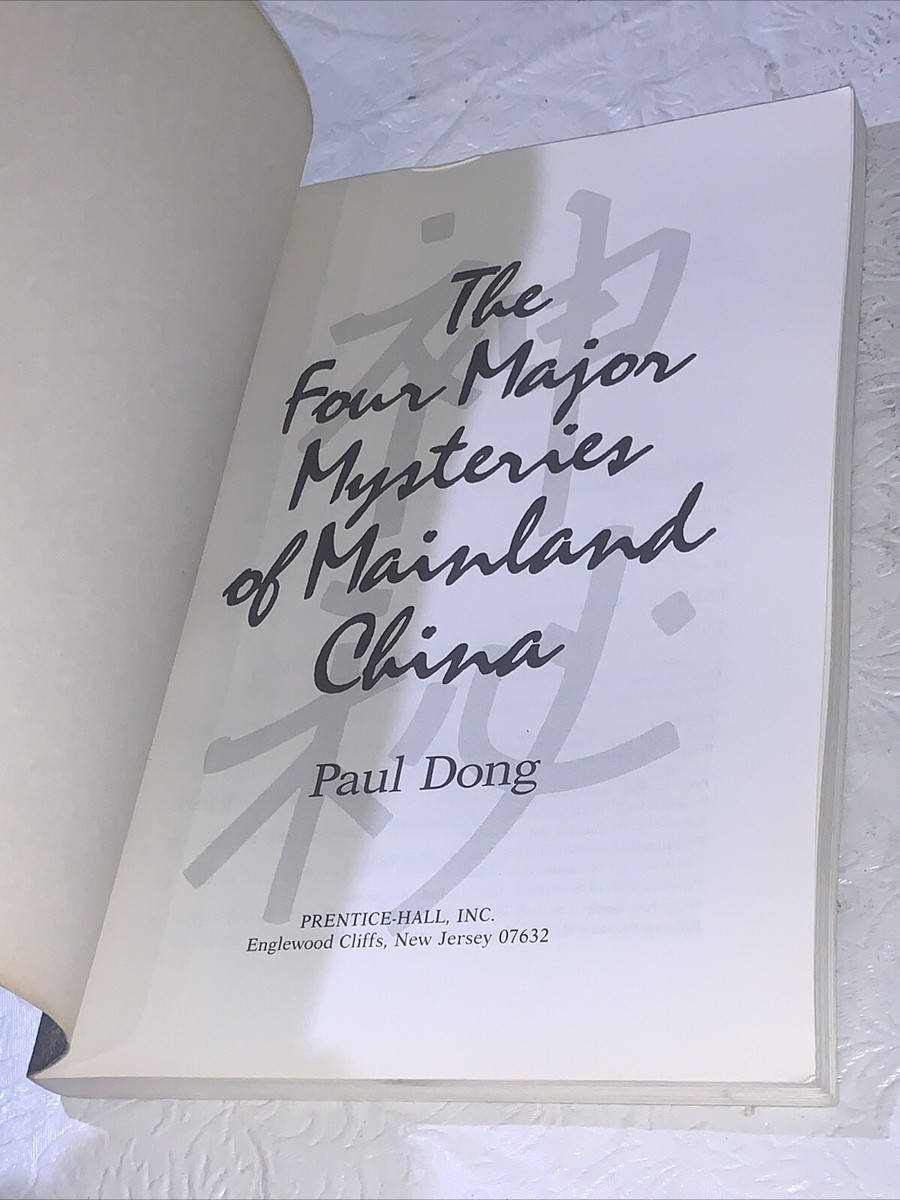 神秘
The
Four Major
Mysteries
of Mainland
China
Paul Dong
PRENTICE-HALL, INC.
Englewood Cliffs, New Jersey 07632